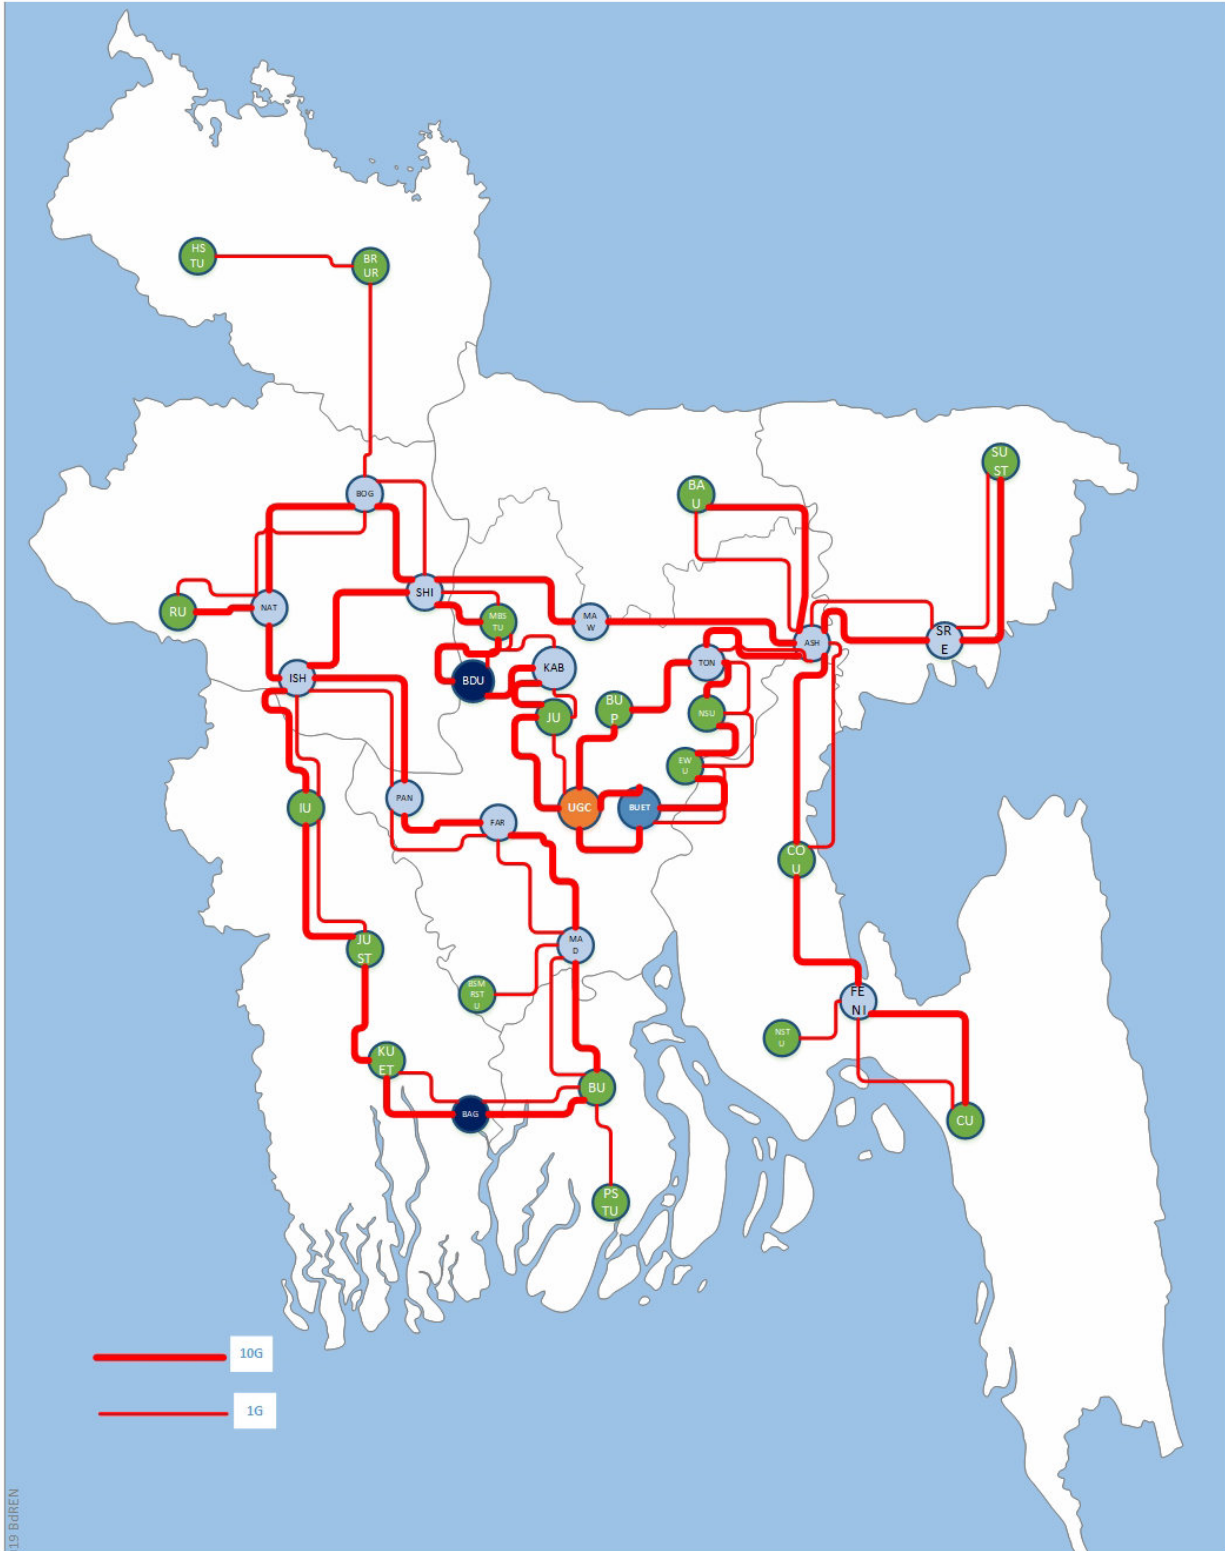 HS
TU
BR
UR
SU
ST
BOG
BA
U
SHI
RU
NAT
MBS
TU
MA
W
ASH
SR
E
TON
KAB
ISH
BDU
BU
P
NSU
JU
EW
U
PAN
IU
UGC
BUET
FAR
CO
U
JU
ST
MA
D
BSM
RST
U
FE
NI
NST
U
KU
ET
BU
BAG
CU
PS
TU
10G
1G
19 BdREN